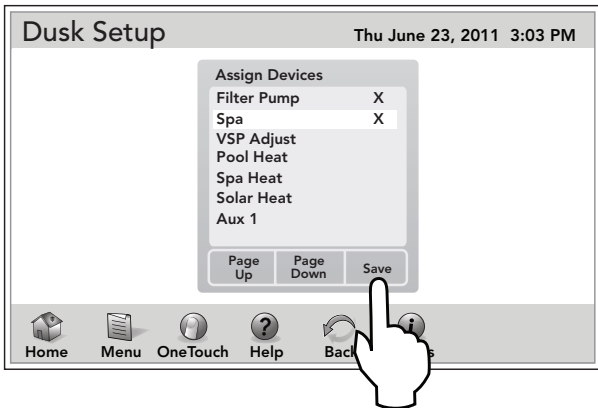 Dusk Setup
Thu June 23, 2011 3:03 PM
Assign Devices
Filter Pump X
Spa X
VSP Adjust
Pool Heat
Spa Heat
Solar Heat
Aux 1
Page Up
Page Down
Save
Home
Menu
OneTouch
Help